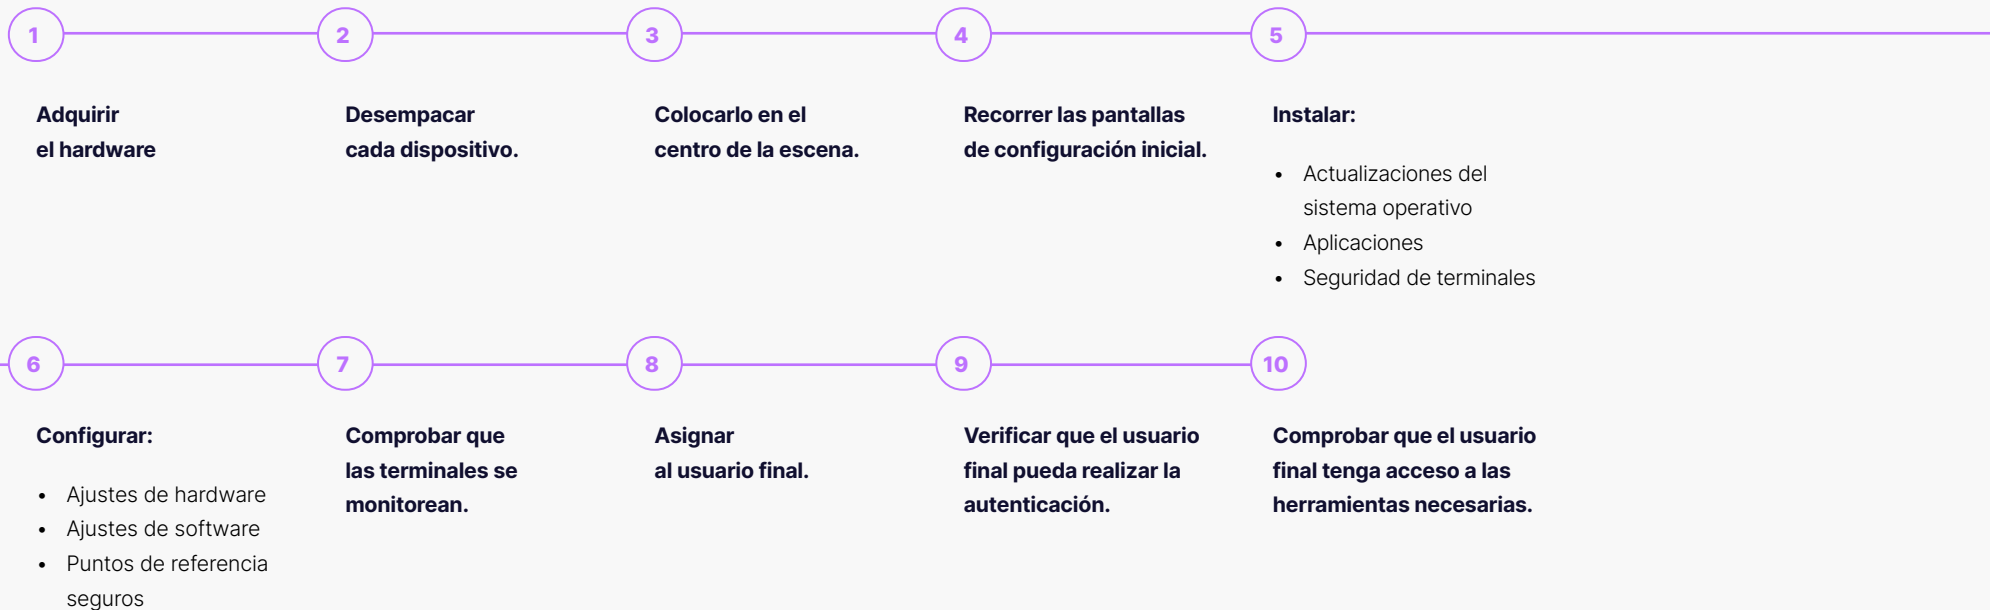 1
2
3
4
5
Adquirir
el hardware
Desempacar
cada dispositivo.
Colocarlo en el
centro de la escena.
Recorrer las pantallas
de configuración inicial.
Instalar:
• Actualizaciones del
sistema operativo
• Aplicaciones
• Seguridad de terminales
6
7
8
9
10
Configurar:
• Ajustes de hardware
• Ajustes de software
• Puntos de referencia
seguros
Comprobar que
las terminales se
monitorean.
Asignar
al usuario final.
Verificar que el usuario
final pueda realizar la
autenticación.
Comprobar que el usuario
final tenga acceso a las
herramientas necesarias.